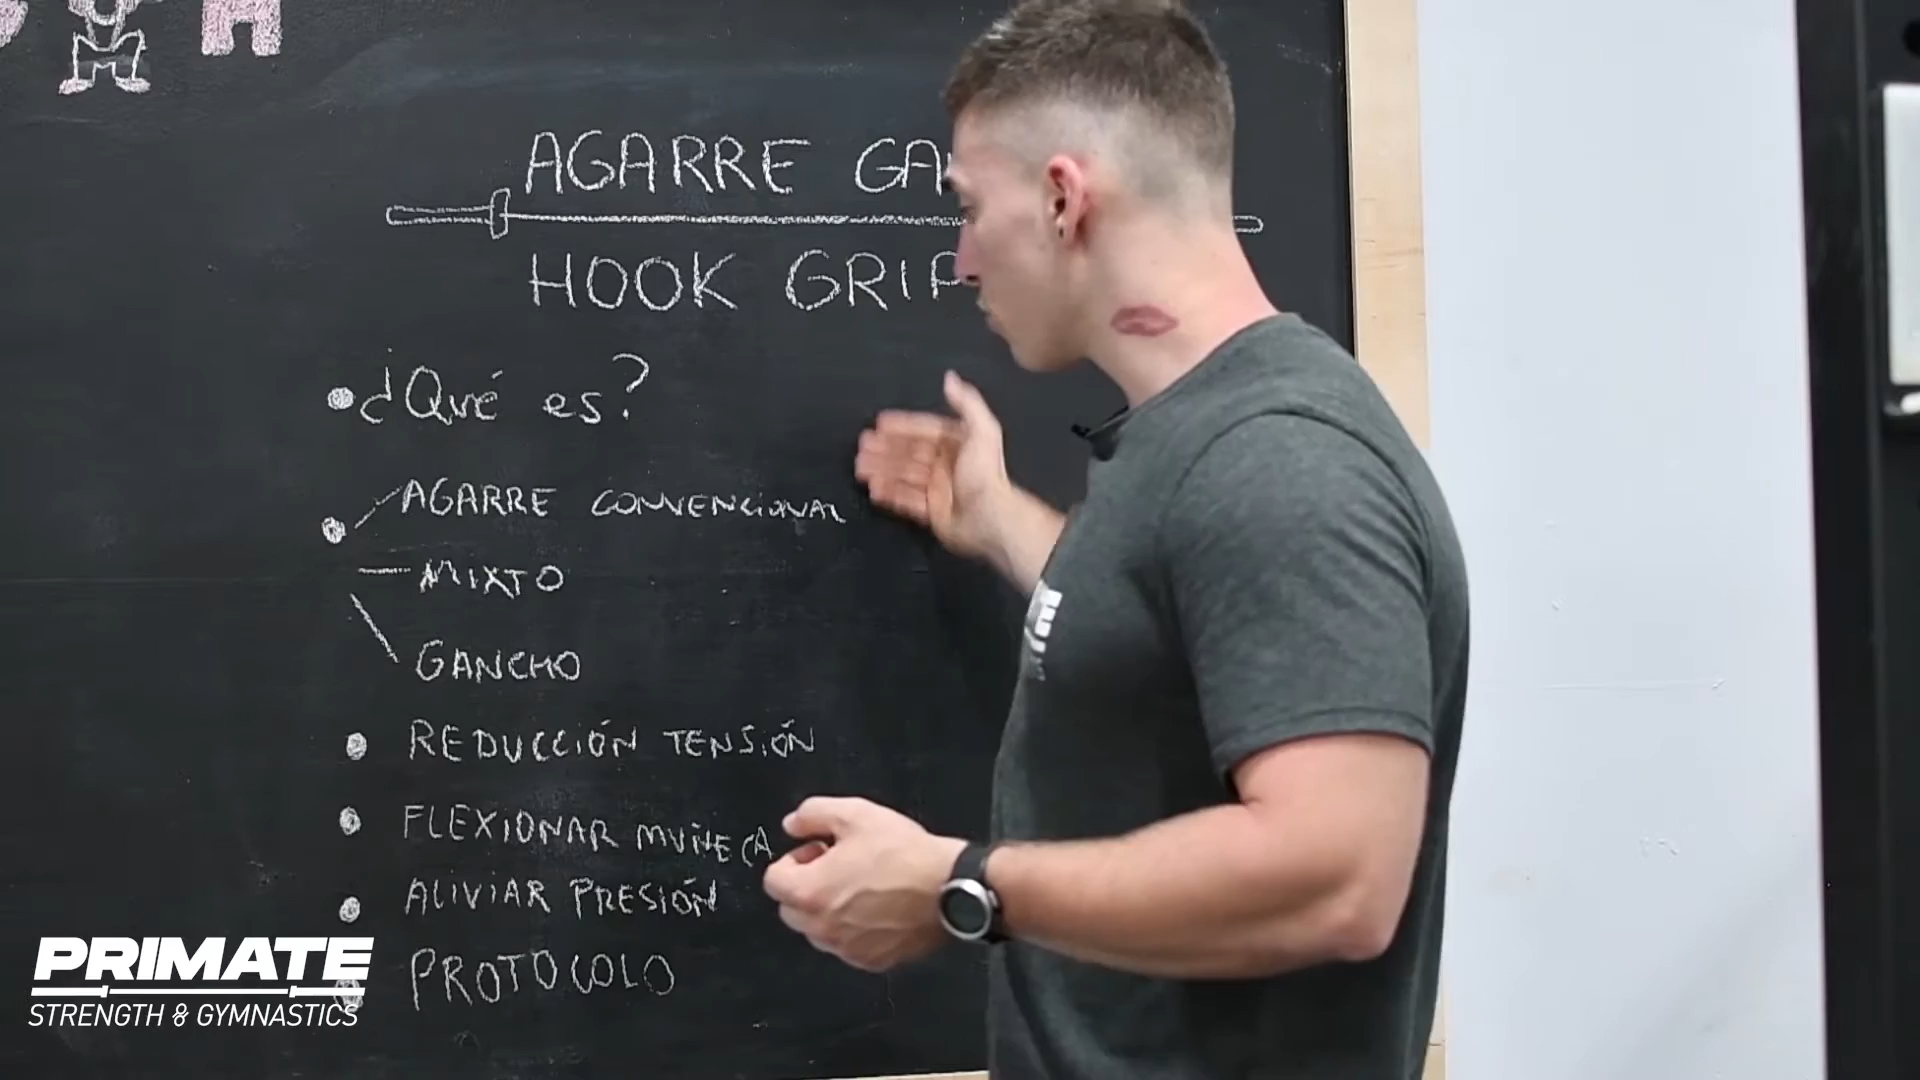 AGARRE GA
HOOK GRIP
¿Qué es?
AGARRE CONVENCIONAL
MIXTO
GANCHO
REDUCCIÓN TENSIÓN
FLEXIONAR MUÑECA
ALIVIAR PRESIÓN
PROTOCOLO
PRIMATE
STRENGTH & GYMNASTICS